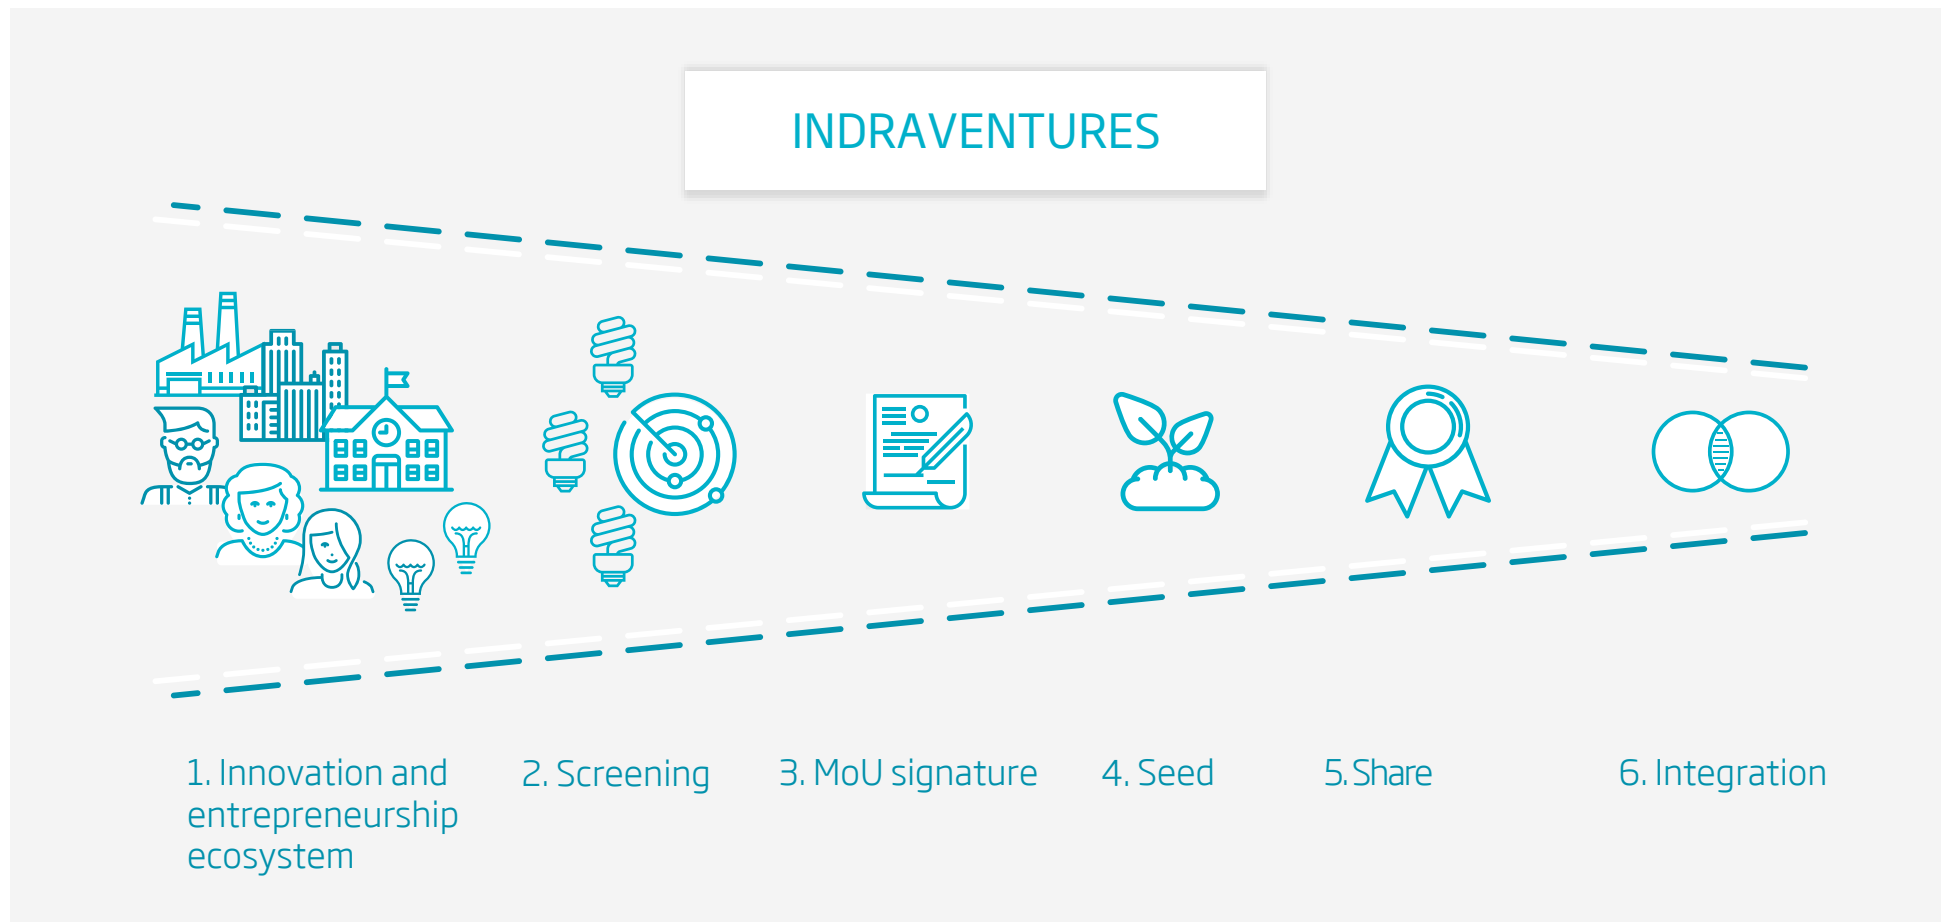 INDRAVENTURES
1. Innovation and
entrepreneurship
ecosystem
2. Screening
3. MoU signature
4. Seed
5. Share
6. Integration